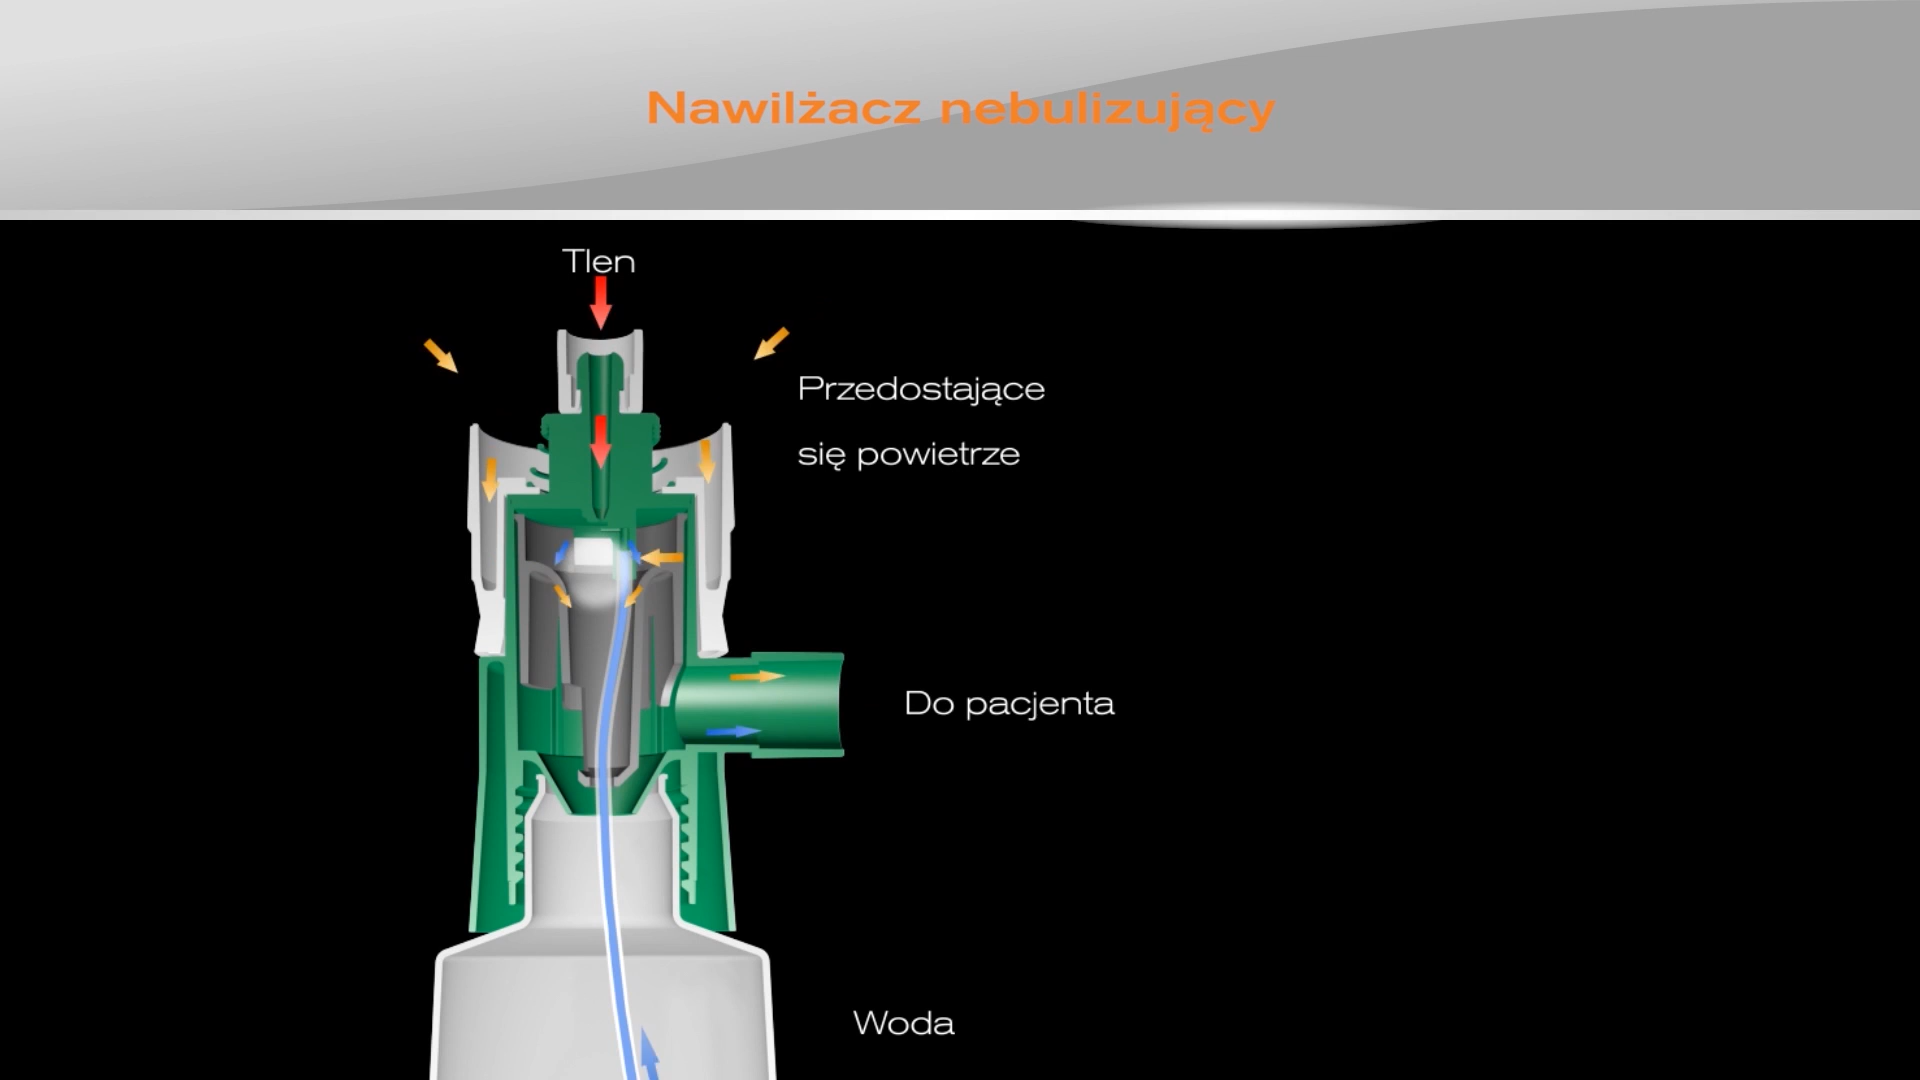 Nawilżacz nebulizujący
Tlen
Przedostające
się powietrze
Do pacjenta
Woda